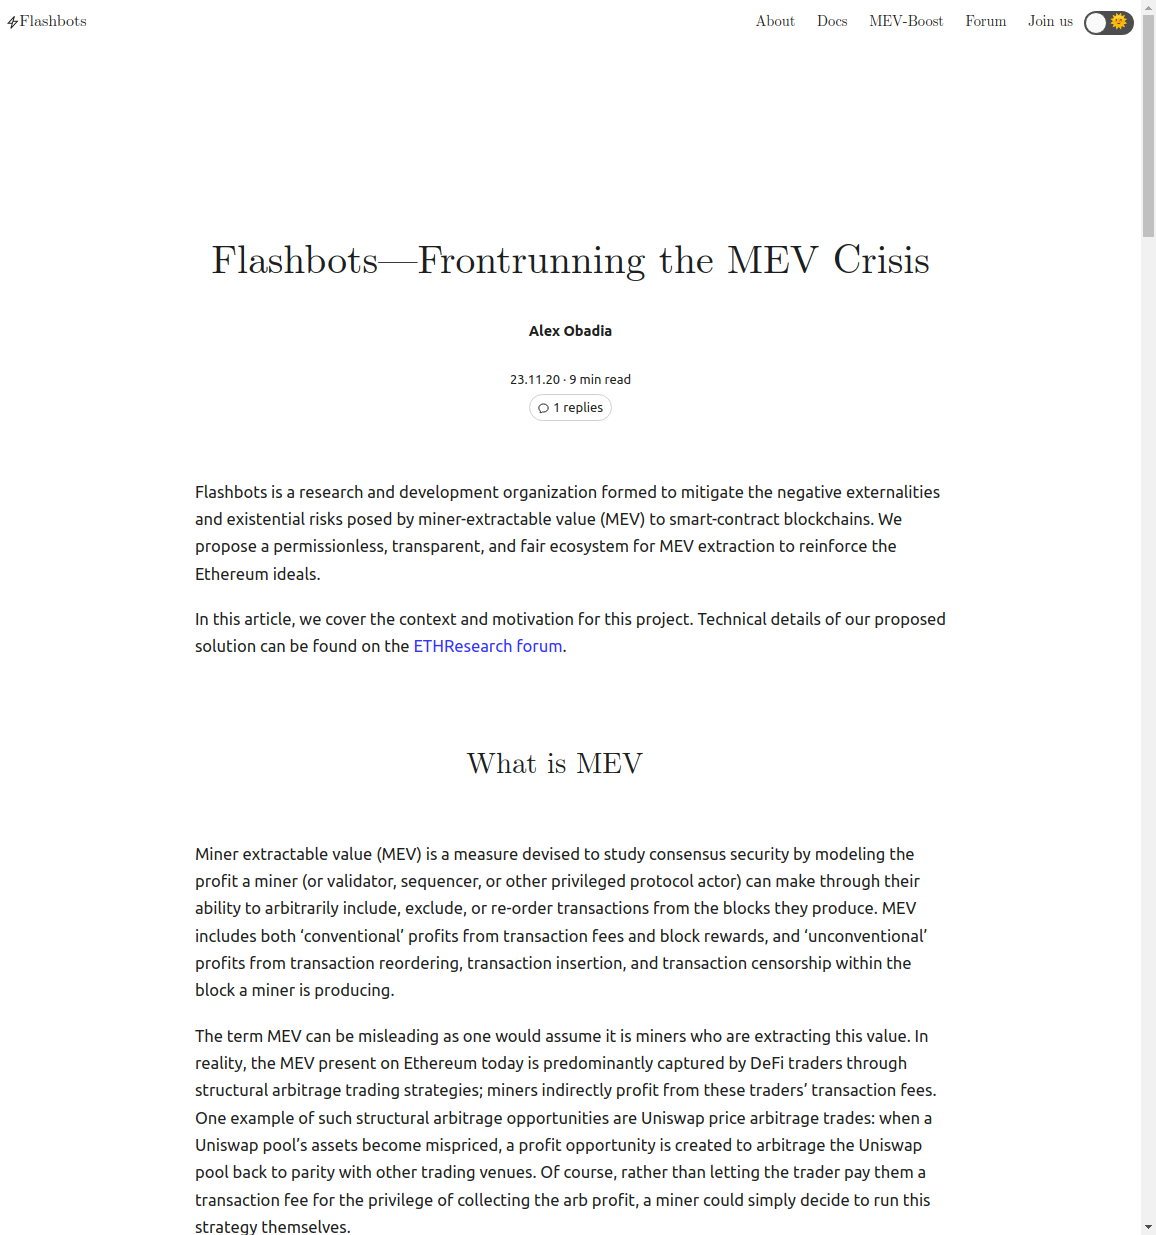 Flashbots
About Docs MEV-Boost Forum Join us
Flashbots—Frontrunning the MEV Crisis
Alex Obadia
23.11.20 · 9 min read
1 replies
Flashbots is a research and development organization formed to mitigate the negative externalities
and existential risks posed by miner-extractable value (MEV) to smart-contract blockchains. We
propose a permissionless, transparent, and fair ecosystem for MEV extraction to reinforce the
Ethereum ideals.
In this article, we cover the context and motivation for this project. Technical details of our proposed
solution can be found on the ETHResearch forum.
What is MEV
Miner extractable value (MEV) is a measure devised to study consensus security by modeling the
profit a miner (or validator, sequencer, or other privileged protocol actor) can make through their
ability to arbitrarily include, exclude, or re-order transactions from the blocks they produce. MEV
includes both ‘conventional’ profits from transaction fees and block rewards, and ‘unconventional’
profits from transaction reordering, transaction insertion, and transaction censorship within the
block a miner is producing.
The term MEV can be misleading as one would assume it is miners who are extracting this value. In
reality, the MEV present on Ethereum today is predominantly captured by DeFi traders through
structural arbitrage trading strategies; miners indirectly profit from these traders’ transaction fees.
One example of such structural arbitrage opportunities are Uniswap price arbitrage trades: when a
Uniswap pool’s assets become mispriced, a profit opportunity is created to arbitrage the Uniswap
pool back to parity with other trading venues. Of course, rather than letting the trader pay them a
transaction fee for the privilege of collecting the arb profit, a miner could simply decide to run this
strategy themselves.